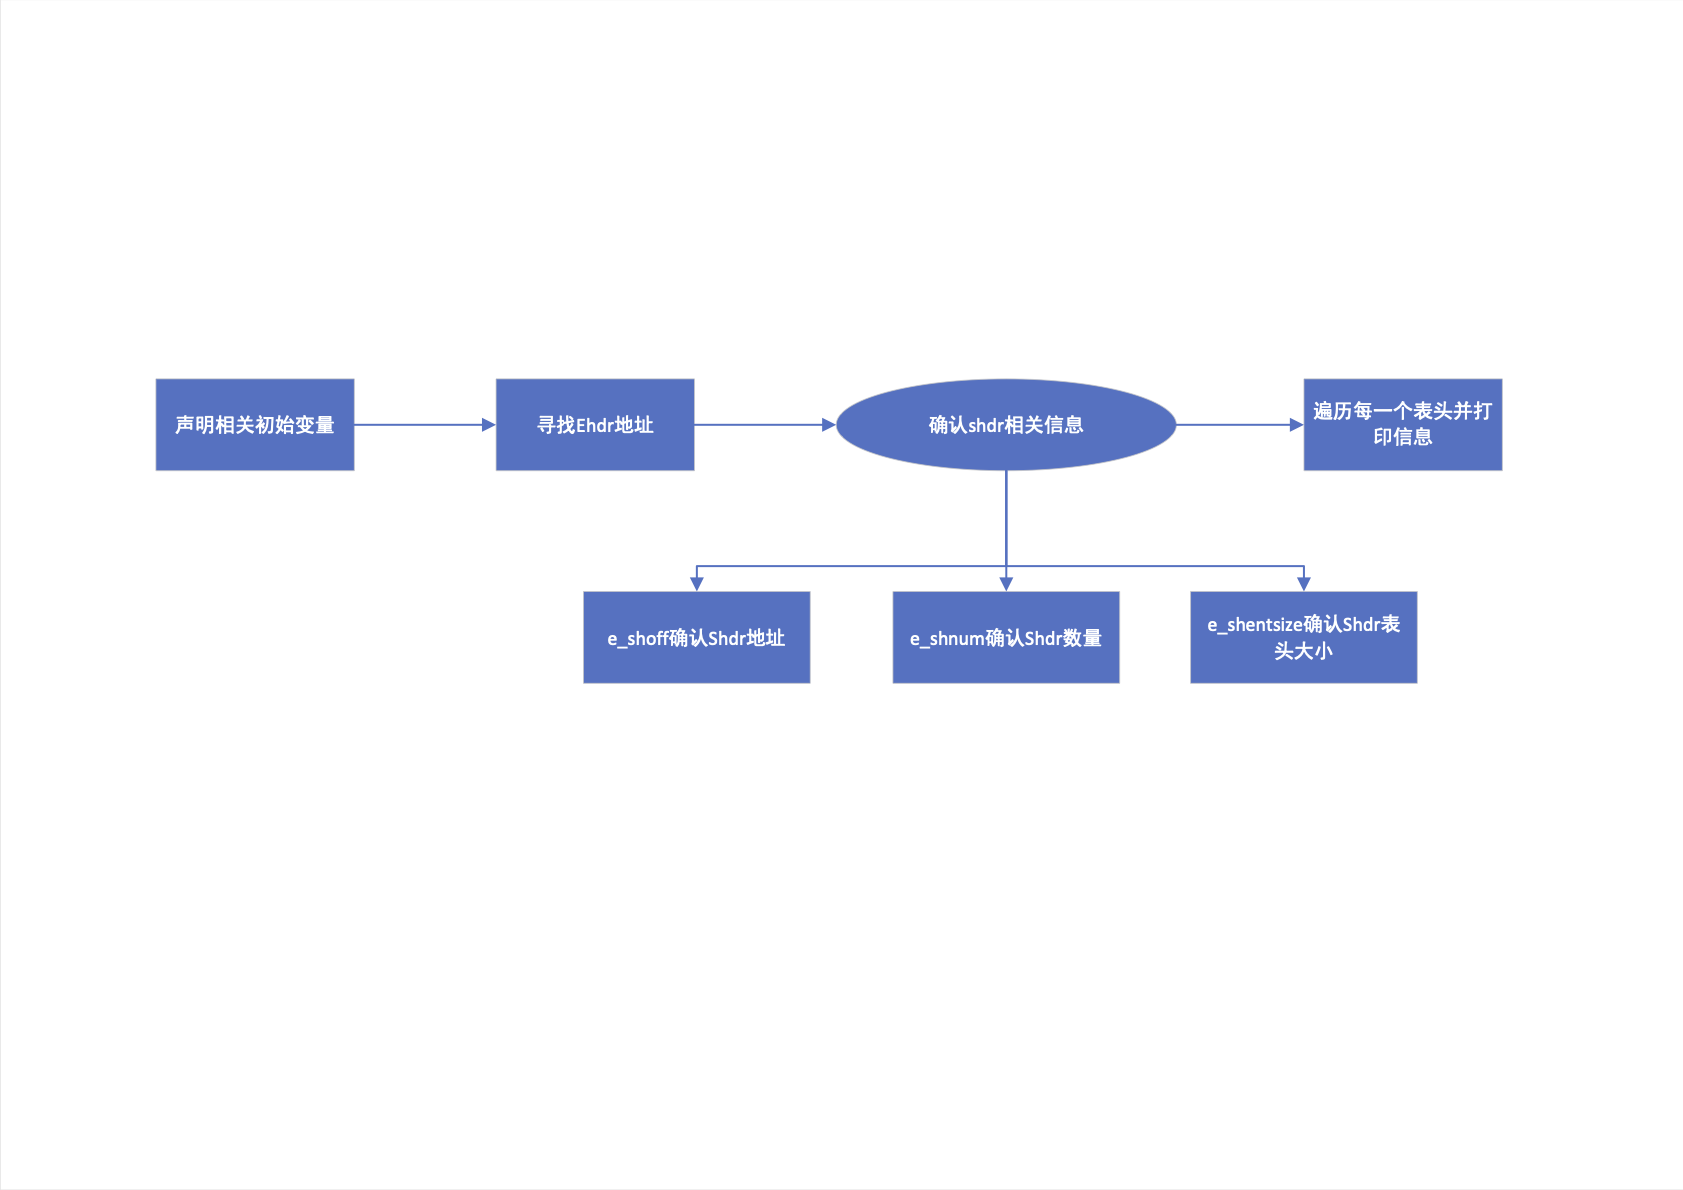 声明相关初始变量
寻找Ehdr地址
确认shdr相关信息
遍历每一个表头并打
印信息
e_shoff确认Shdr地址
e_shnum确认Shdr数量
e_shentsize确认Shdr表
头大小